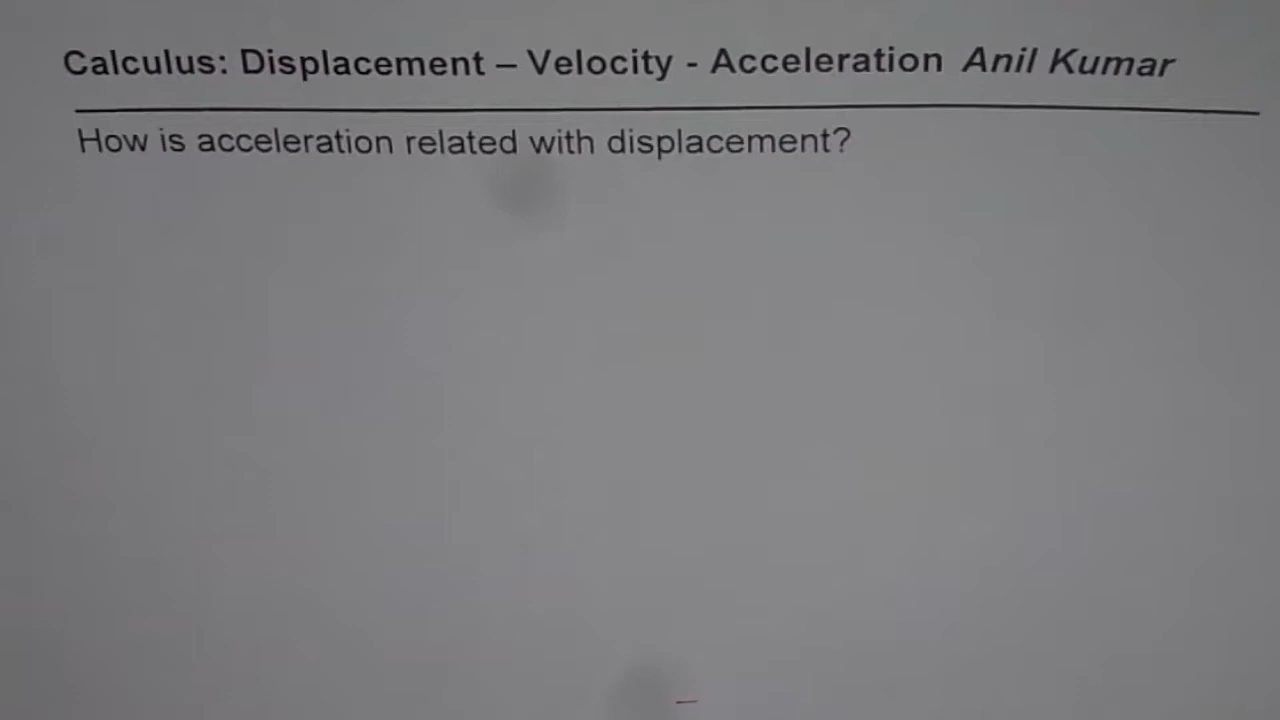 Calculus: Displacement – Velocity - Acceleration Anil Kumar
How is acceleration related with displacement?